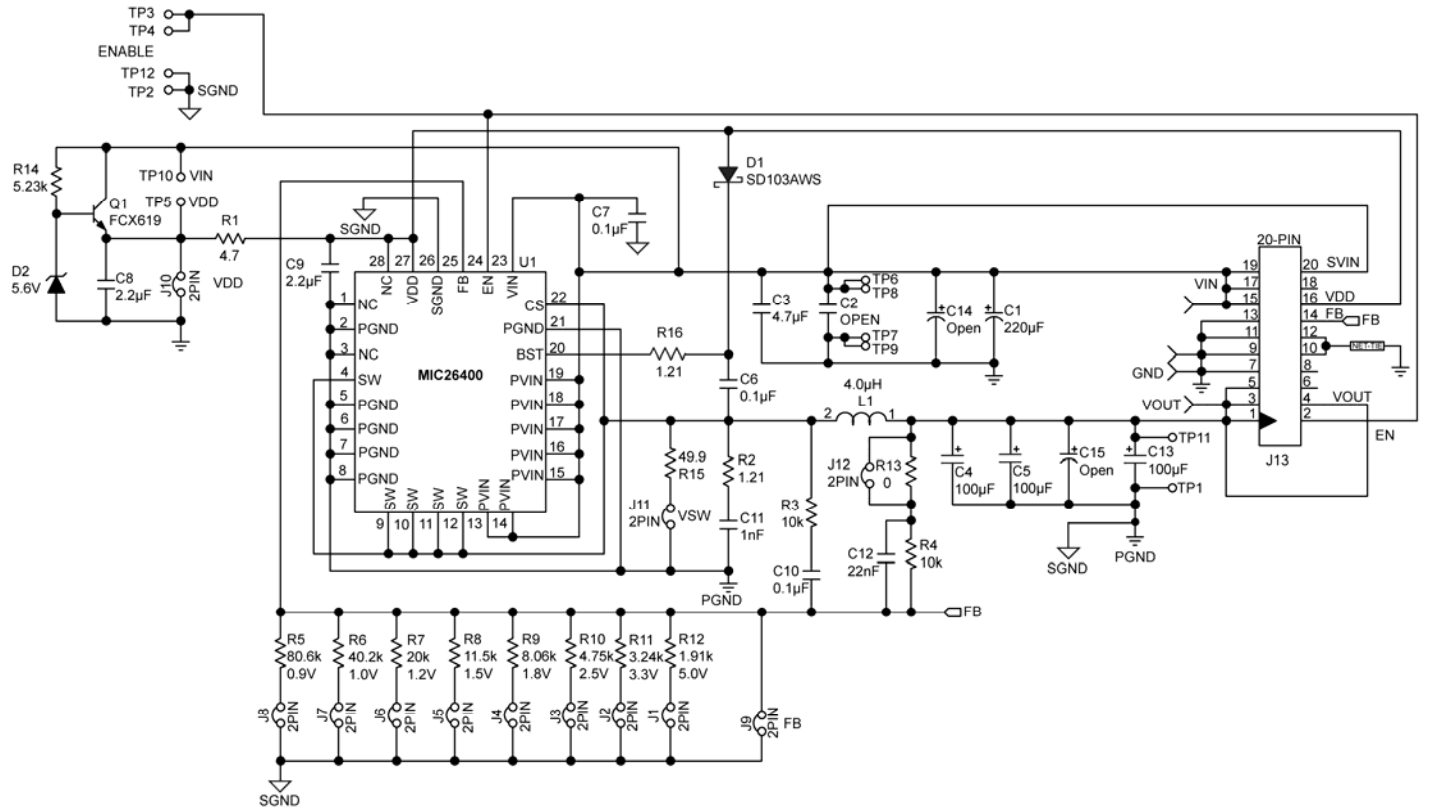 TP3
TP4
ENABLE
TP12
TP2
SGND
R14
5.23k
Q1
FCX619
TP10
VIN
TP5
VDD
R1
4.7
D2
5.6V
C8
2.2µF
J10
2PIN
VDD
SGND
C9
2.2µF
28
27
26
25
24
23
U1
NC
VDD
SGND
FB
EN
VIN
1
NC
2
PGND
3
NC
4
SW
5
PGND
6
PGND
7
PGND
8
PGND
MIC26400
CS
22
PGND
21
BST
20
PVIN
19
PVIN
18
PVIN
17
PVIN
16
PVIN
15
SW
SW
SW
SW
PVIN
PVIN
9
10
11
12
13
14
C7
0.1µF
D1
SD103AWS
R16
1.21
C6
0.1µF
C3
4.7µF
TP6
TP8
C2
OPEN
TP7
TP9
C14
Open
C1
220µF
4.0µH
L1
2
1
49.9
R15
J11
2PIN
VSW
R2
1.21
C11
1nF
PGND
R3
10k
C10
0.1µF
J12
2PIN
R13
0
C12
22nF
R4
10k
C4
100µF
C5
100µF
C15
Open
TP11
C13
100µF
TP1
SGND
PGND
20-PIN
19
20
SVIN
VIN
17
18
15
16
VDD
13
14
FB
FB
11
12
9
10
NET-TIE
GND
7
8
5
6
VOUT
3
4
VOUT
1
2
EN
J13
FB
R5
80.6k
0.9V
R6
40.2k
1.0V
R7
20k
1.2V
R8
11.5k
1.5V
R9
8.06k
1.8V
R10
4.75k
2.5V
R11
3.24k
3.3V
R12
1.91k
5.0V
J8
2PIN
J7
2PIN
J6
2PIN
J5
2PIN
J4
2PIN
J3
2PIN
J2
2PIN
J1
2PIN
J9
2PIN
FB
SGND